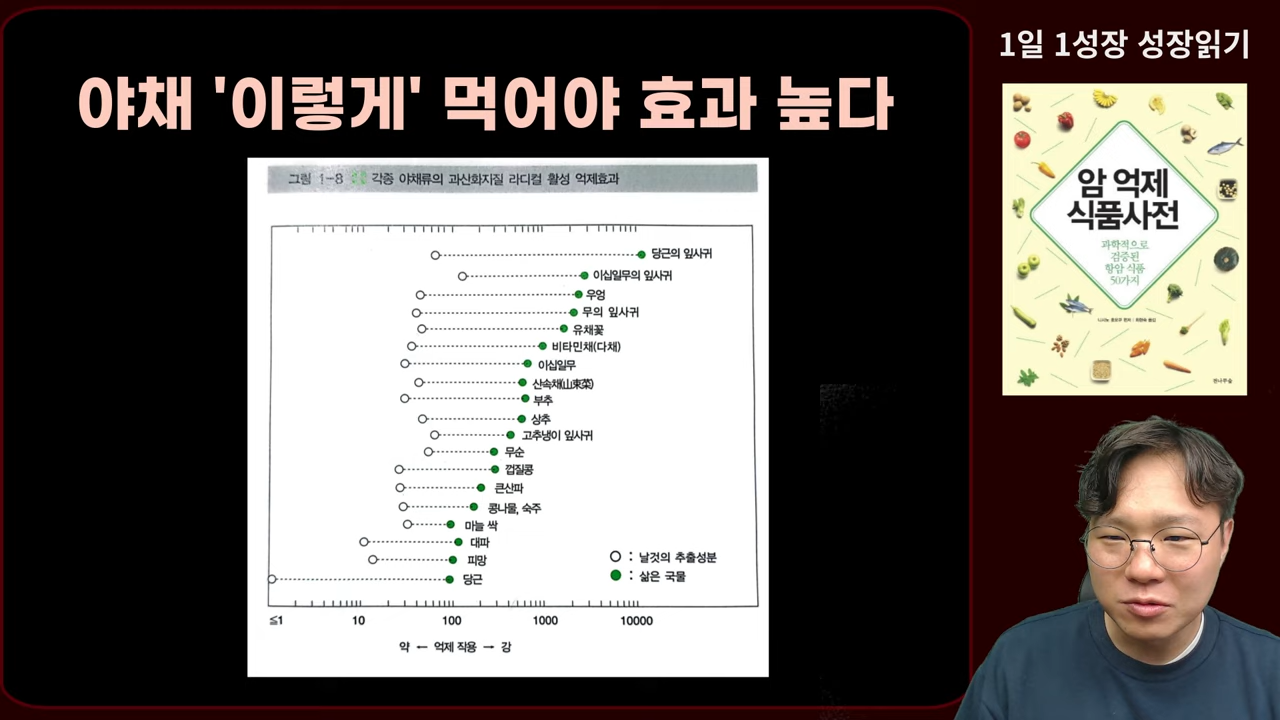 야채 '이렇게' 먹어야 효과 높다
그림 1-8 각종 야채류의 과산화지질 라디컬 활성 억제효과
당근의 잎사귀
이십일무의 잎사귀
우엉
무의 잎사귀
유채꽃
비타민채(다채)
이십일무
산속채(山東菜)
부추
상추
고추냉이 잎사귀
무순
껍질콩
큰산파
콩나물, 숙주
마늘 싹
대파
피망
당근
○ : 날것의 추출성분
● : 삶은 국물
≦1 10 100 1000 10000
약 ← 억제 작용 → 강
1일 1성장 성장읽기
암 억제
식품사전
과학적으로
검증된
항암 식품
50가지
전나무숲